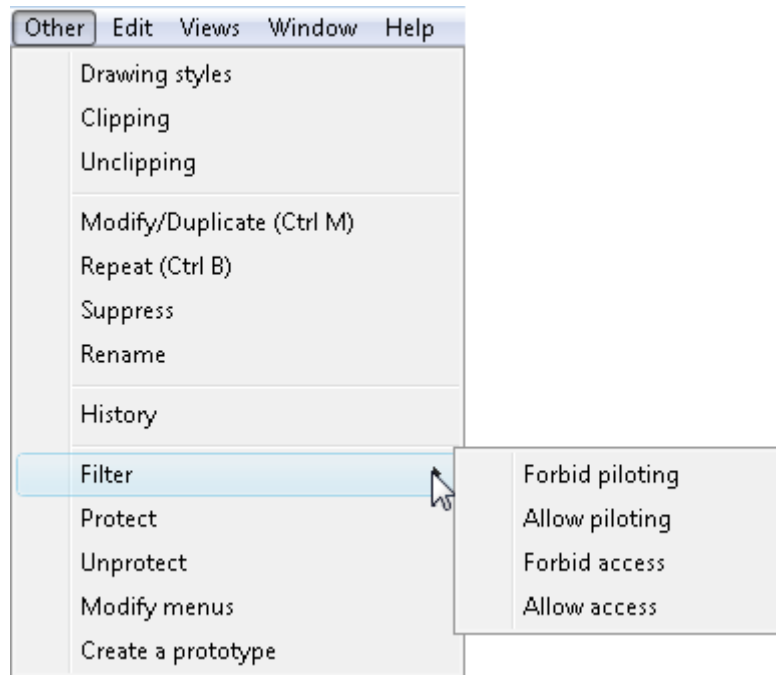 Other Edit Views Window Help
Drawing styles
Clipping
Unclipping
Modify/Duplicate (Ctrl M)
Repeat (Ctrl B)
Suppress
Rename
History
Filter
Protect
Unprotect
Modify menus
Create a prototype
Forbid piloting
Allow piloting
Forbid access
Allow access